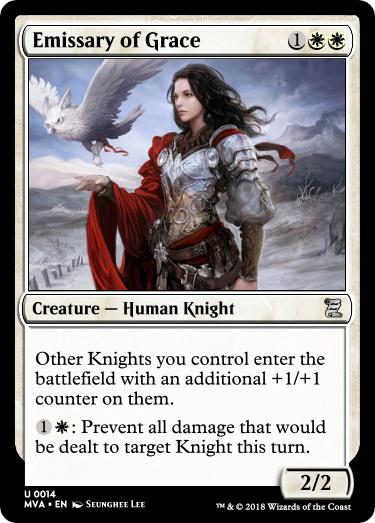 Emissary of Grace 1
Creature — Human Knight
Other Knights you control enter the
battlefield with an additional +1/+1
counter on them.
1 : Prevent all damage that would
be dealt to target Knight this turn.
2/2
U 0014
MVA • EN Seunghee Lee
™ & © 2018 Wizards of the Coast